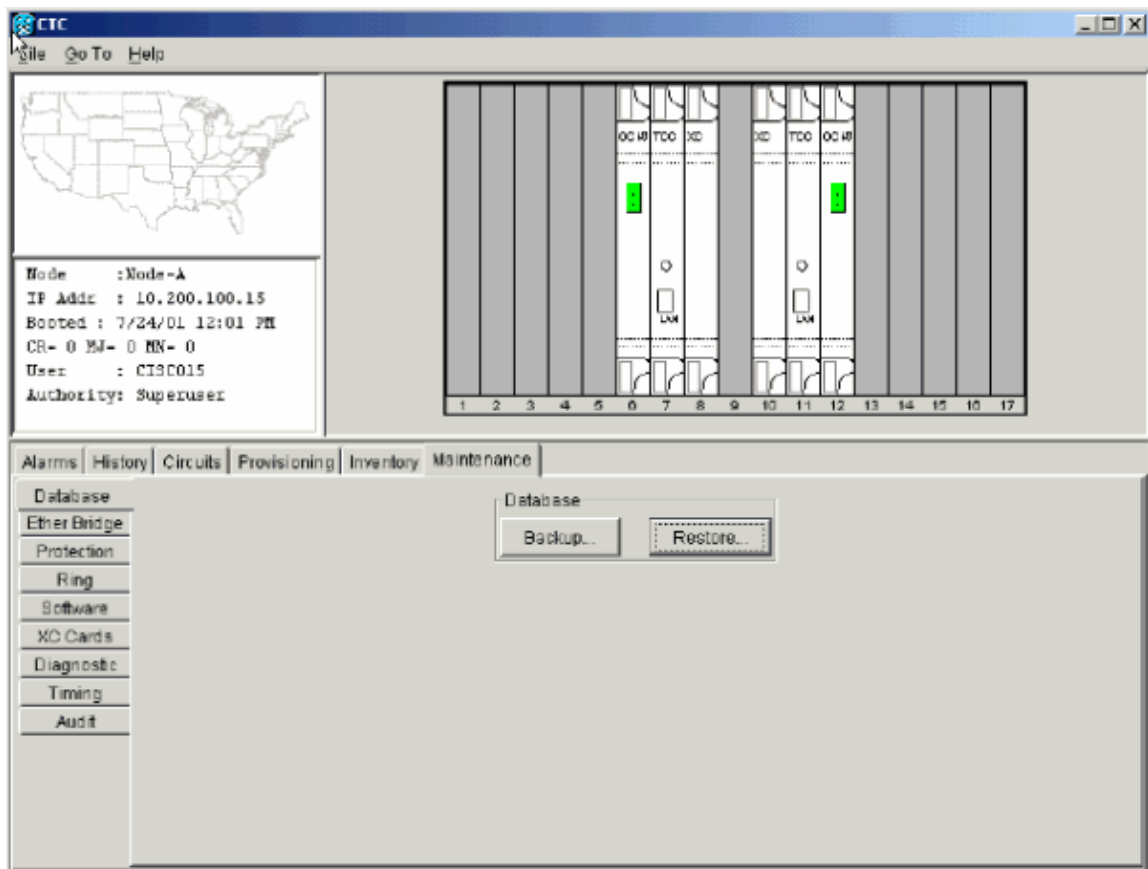 CTC
File Go To Help
OC48 TCC XC XC TCC OC48
LAN LAN
1 2 3 4 5 6 7 8 9 10 11 12 13 14 15 16 17
Node :Node-A
IP Addr : 10.200.100.15
Booted : 7/24/01 12:01 PM
CR- 0 MJ- 0 MN- 0
User : CISCO15
Authority: Superuser
Alarms History Circuits Provisioning Inventory Maintenance
Database
Ether Bridge
Protection
Ring
Software
XC Cards
Diagnostic
Timing
Audit
Database
Backup... Restore...